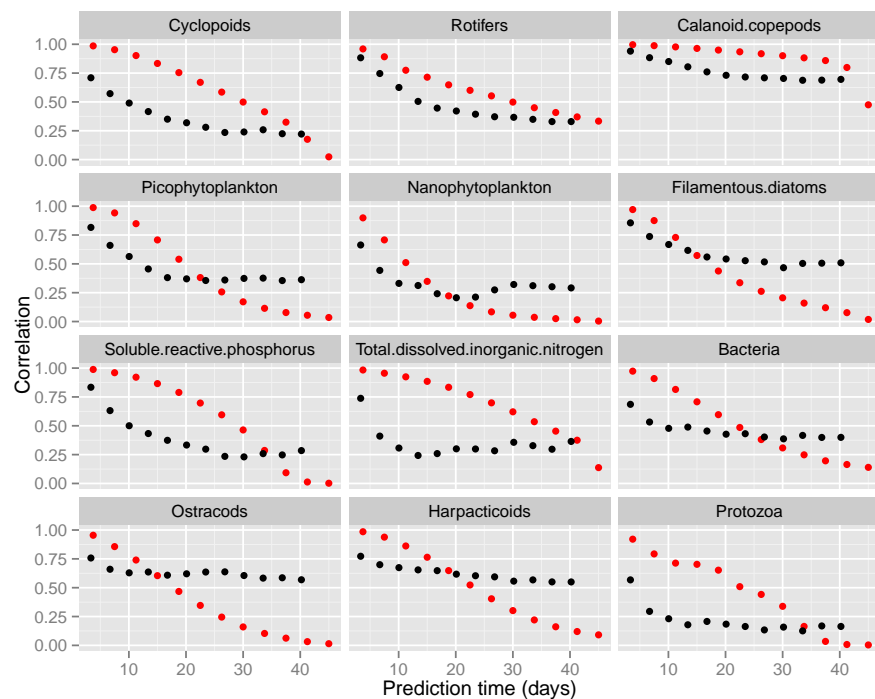 Cyclopoids Rotifers Calanoid.copepods
1.00
0.75
0.50
0.25
0.00
Picophytoplankton Nanophytoplankton Filamentous.diatoms
1.00
0.75
0.50
0.25
0.00
Correlation
Soluble.reactive.phosphorus Total.dissolved.inorganic.nitrogen Bacteria
1.00
0.75
0.50
0.25
0.00
Ostracods Harpacticoids Protozoa
1.00
0.75
0.50
0.25
0.00
10 20 30 40 10 20 30 40 10 20 30 40
Prediction time (days)